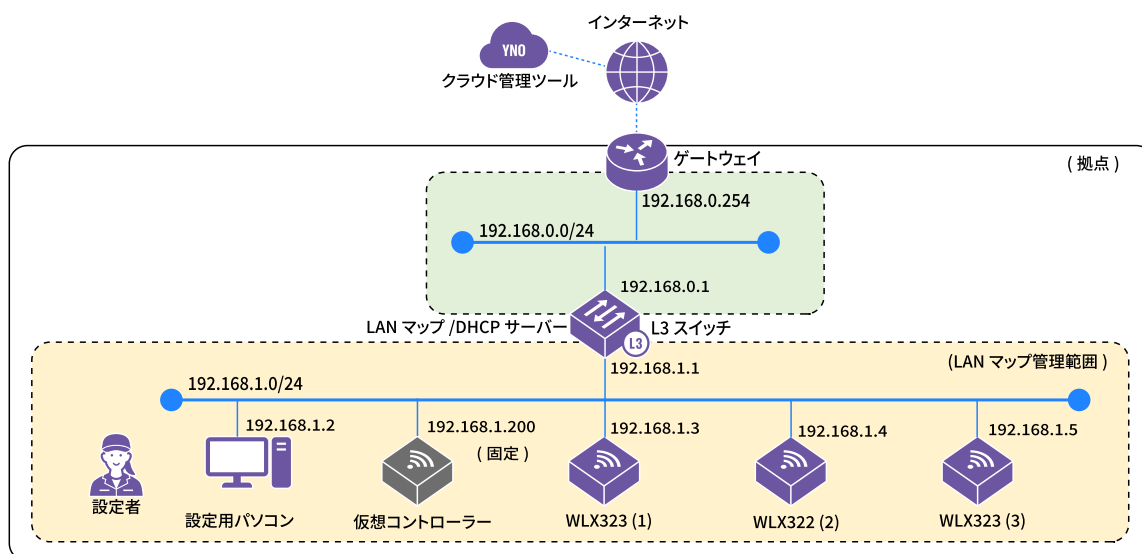 インターネット
YNO
クラウド管理ツール
ゲートウェイ
( 拠点 )
192.168.0.254
192.168.0.0/24
192.168.0.1
LAN マップ /DHCP サーバー
L3 スイッチ
L3
192.168.1.1
(LAN マップ管理範囲 )
192.168.1.0/24
192.168.1.2
192.168.1.200
( 固定 )
192.168.1.3
192.168.1.4
192.168.1.5
設定者
設定用パソコン
仮想コントローラー
WLX323 (1)
WLX322 (2)
WLX323 (3)